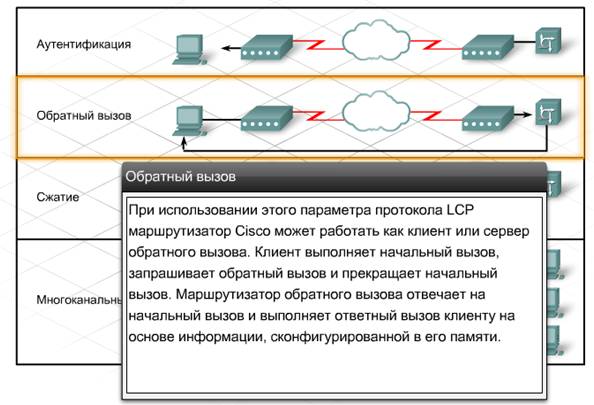 Аутентификация
Обратный вызов
Сжатие
Обратный вызов
При использовании этого параметра протокола LCP
маршрутизатор Cisco может работать как клиент или сервер
обратного вызова. Клиент выполняет начальный вызов,
запрашивает обратный вызов и прекращает начальный
вызов. Маршрутизатор обратного вызова отвечает на
начальный вызов и выполняет ответный вызов клиенту на
основе информации, сконфигурированной в его памяти.